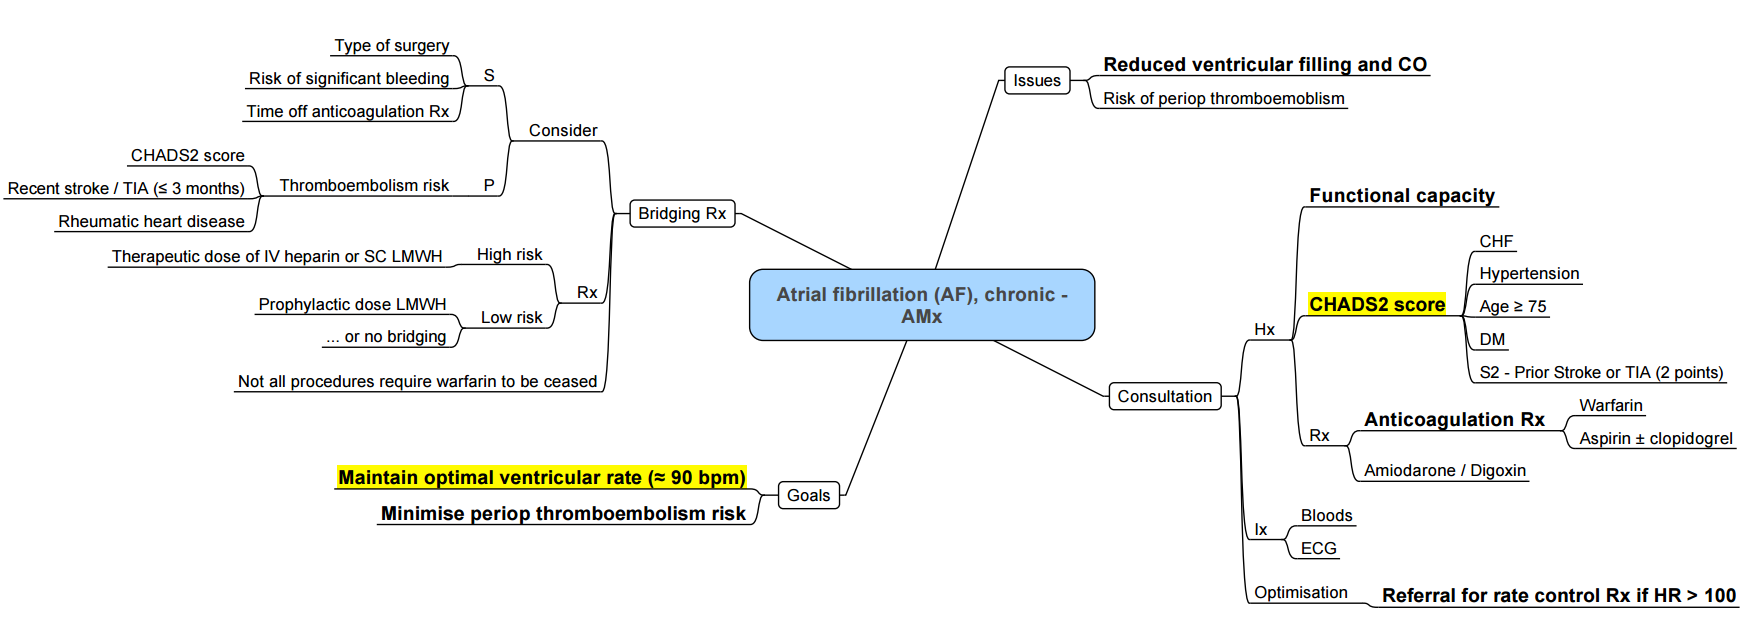 Atrial fibrillation (AF), chronic -
AMx
Issues
Reduced ventricular filling and CO
Risk of periop thromboemoblism
Consultation
Hx
Functional capacity
CHADS2 score
CHF
Hypertension
Age ≥ 75
DM
S2 - Prior Stroke or TIA (2 points)
Rx
Anticoagulation Rx
Warfarin
Aspirin ± clopidogrel
Amiodarone / Digoxin
Ix
Bloods
ECG
Optimisation
Referral for rate control Rx if HR > 100
Goals
Maintain optimal ventricular rate (≈ 90 bpm)
Minimise periop thromboembolism risk
Bridging Rx
Consider
S
Type of surgery
Risk of significant bleeding
Time off anticoagulation Rx
P
Thromboembolism risk
CHADS2 score
Recent stroke / TIA (≤ 3 months)
Rheumatic heart disease
Rx
High risk
Therapeutic dose of IV heparin or SC LMWH
Low risk
Prophylactic dose LMWH
... or no bridging
Not all procedures require warfarin to be ceased